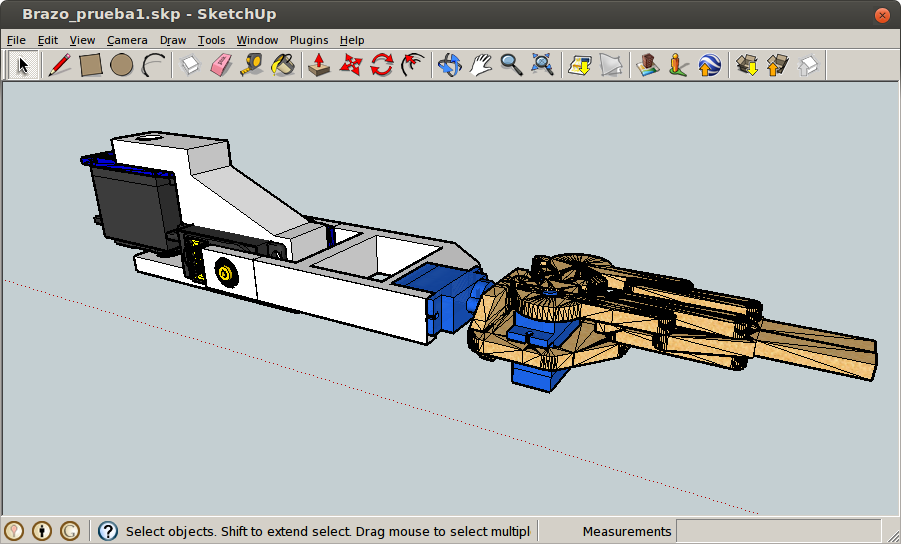 Brazo_prueba1.skp - SketchUp
File Edit View Camera Draw Tools Window Plugins Help
Select objects. Shift to extend select. Drag mouse to select multipl Measurements